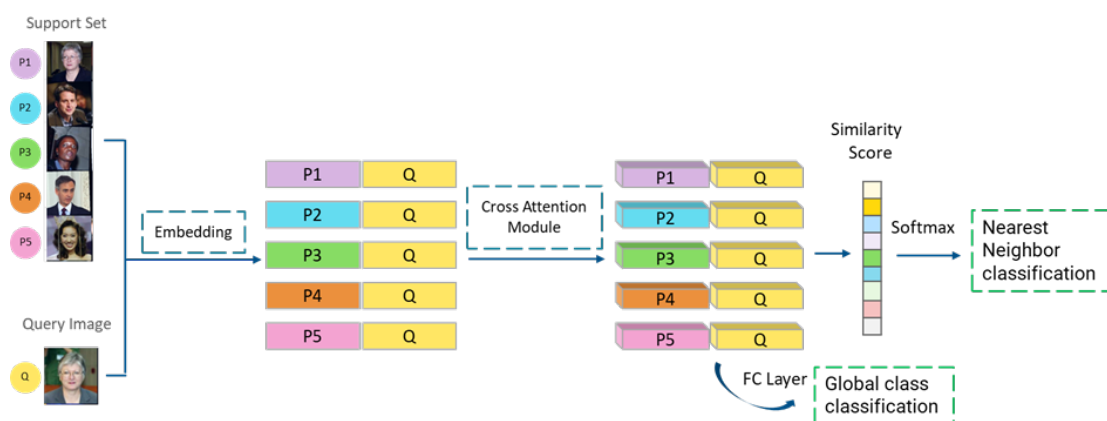 Support Set
P1
P2
P3
P4
P5
Query Image
Q
Embedding
P1 Q
P2 Q
P3 Q
P4 Q
P5 Q
Cross Attention
Module
P1 Q
P2 Q
P3 Q
P4 Q
P5 Q
FC Layer
Global class
classification
Similarity
Score
Softmax
Nearest
Neighbor
classification